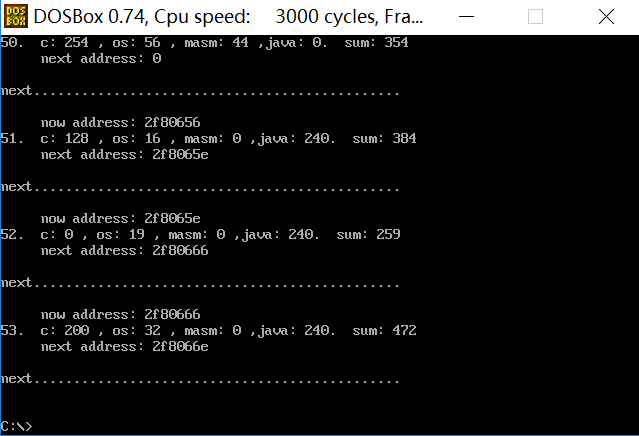 DOS BOX DOSBox 0.74, Cpu speed: 3000 cycles, Fra...
50. c: 254 , os: 56 , masm: 44 ,java: 0. sum: 354
next address: 0
next..............................................
now address: 2f80656
51. c: 128 , os: 16 , masm: 0 ,java: 240. sum: 384
next address: 2f8065e
next..............................................
now address: 2f8065e
52. c: 0 , os: 19 , masm: 0 ,java: 240. sum: 259
next address: 2f80666
next..............................................
now address: 2f80666
53. c: 200 , os: 32 , masm: 0 ,java: 240. sum: 472
next address: 2f8066e
next..............................................
C:\>